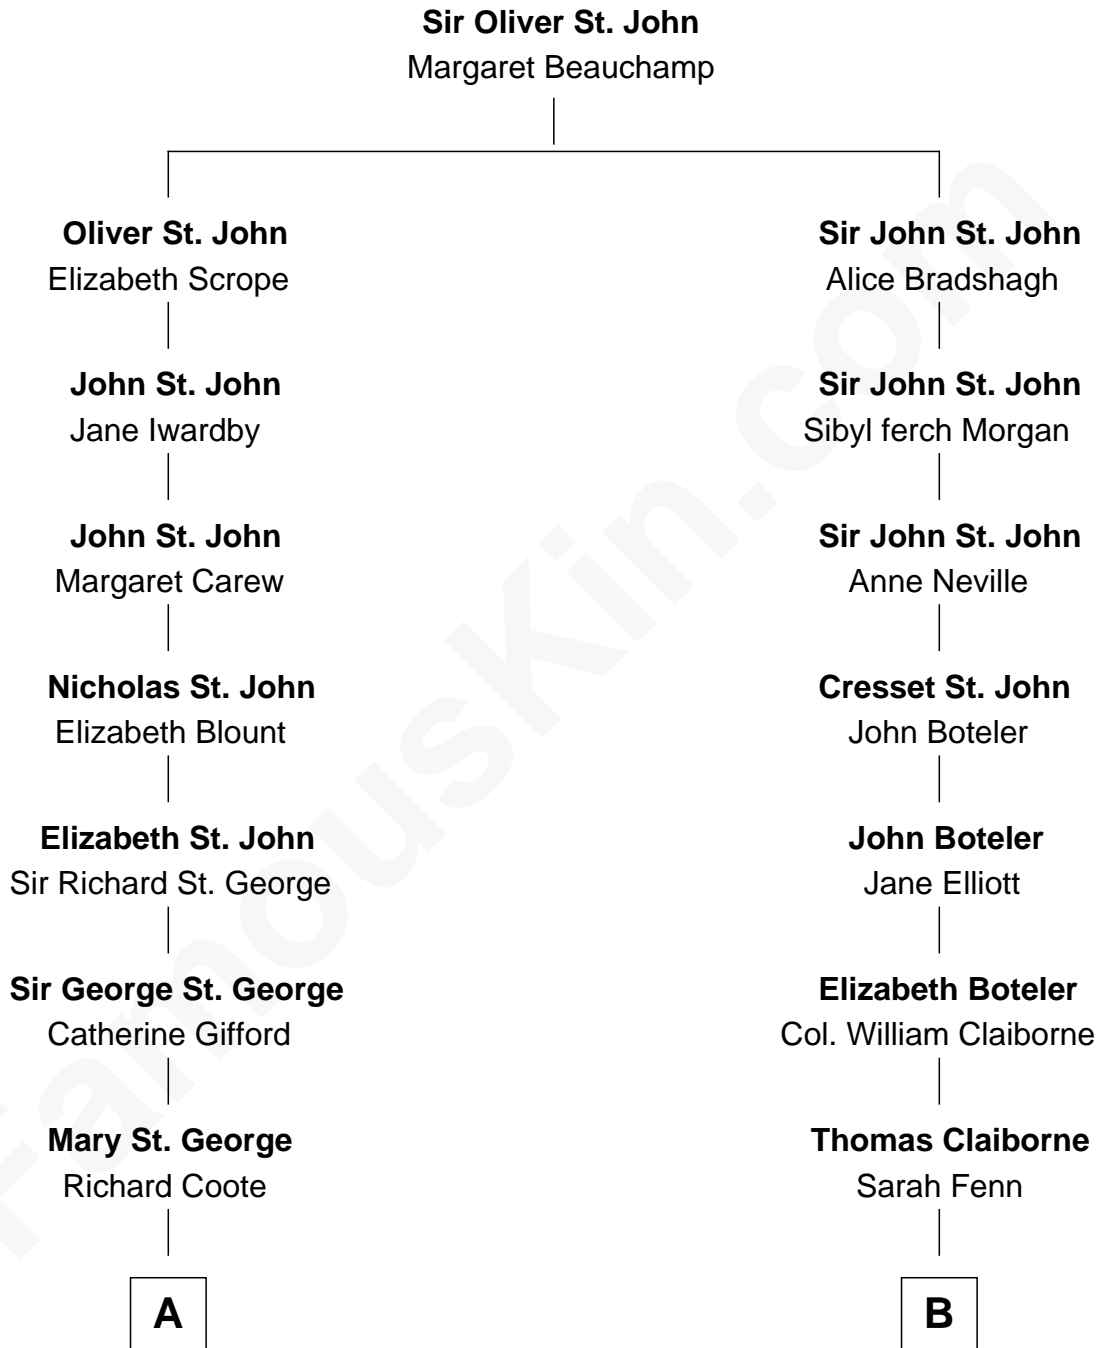 Sir Oliver St. John
Margaret Beauchamp
Oliver St. John
Elizabeth Scrope
John St. John
Jane Iwardby
John St. John
Margaret Carew
Nicholas St. John
Elizabeth Blount
Elizabeth St. John
Sir Richard St. George
Sir George St. George
Catherine Gifford
Mary St. George
Richard Coote
A
Sir John St. John
Alice Bradshagh
Sir John St. John
Sibyl ferch Morgan
Sir John St. John
Anne Neville
Cresset St. John
John Boteler
John Boteler
Jane Elliott
Elizabeth Boteler
Col. William Claiborne
Thomas Claiborne
Sarah Fenn
B
FamousKin.com